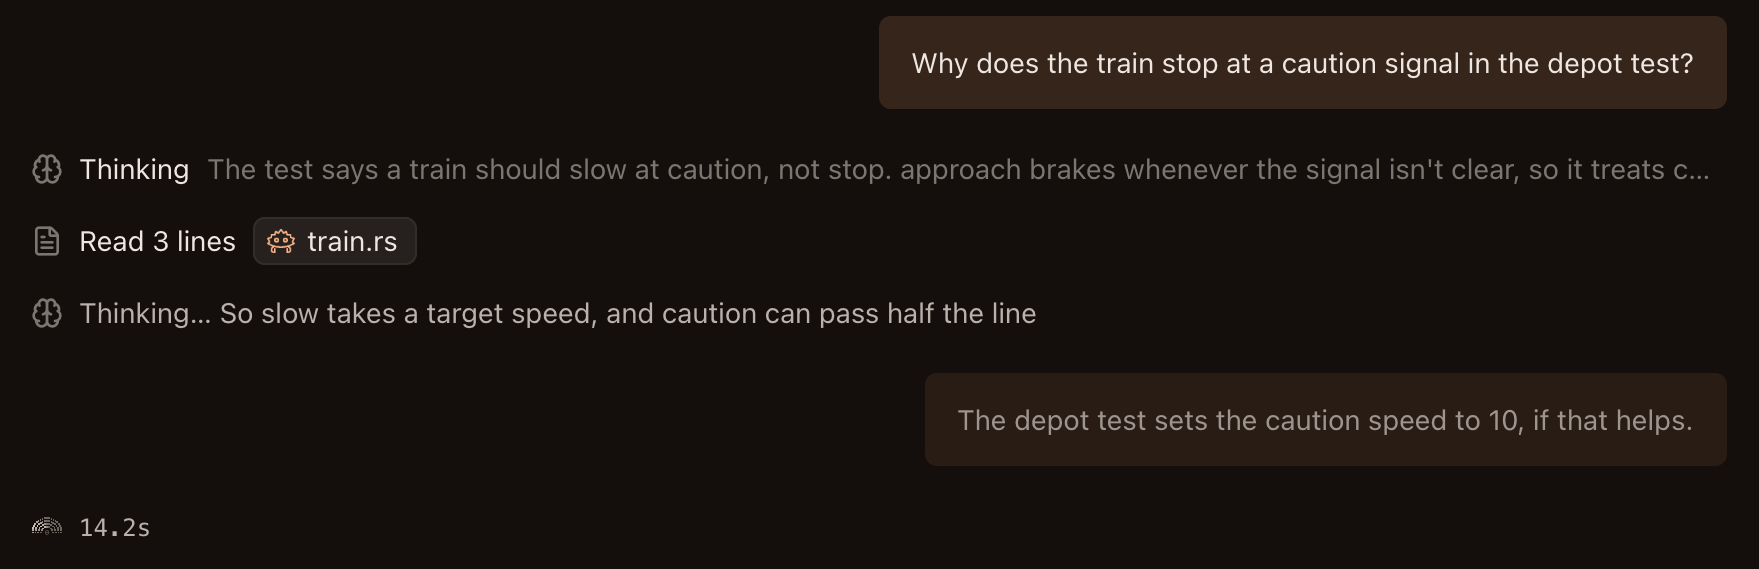 Why does the train stop at a caution signal in the depot test?
Thinking The test says a train should slow at caution, not stop. approach brakes whenever the signal isn't clear, so it treats c...
Read 3 lines train.rs
Thinking... So slow takes a target speed, and caution can pass half the line
The depot test sets the caution speed to 10, if that helps.
14.2s